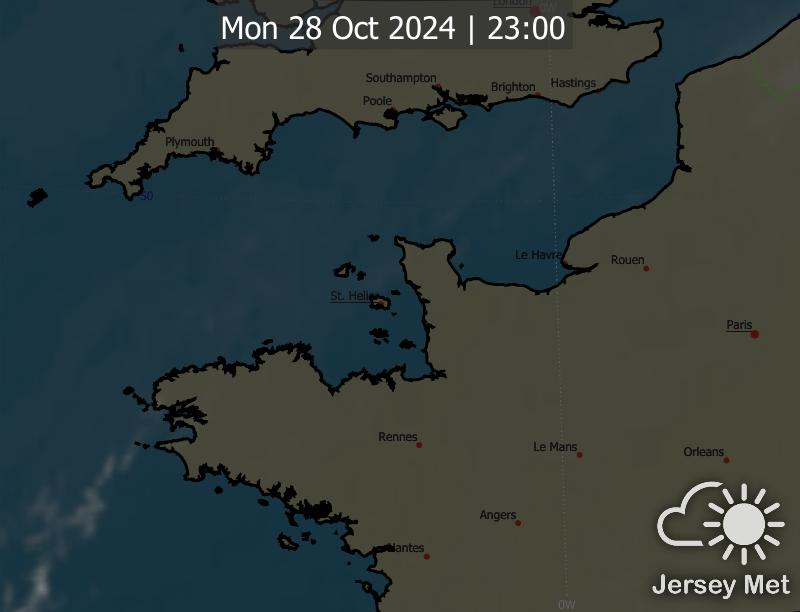 London
0W
Mon 28 Oct 2024 | 23:00
Southampton
Brighton
Hastings
Poole
Plymouth
50
Le Havre
Rouen
St. Helier
Paris
Rennes
Le Mans
Orleans
Angers
Nantes
0W
Jersey Met